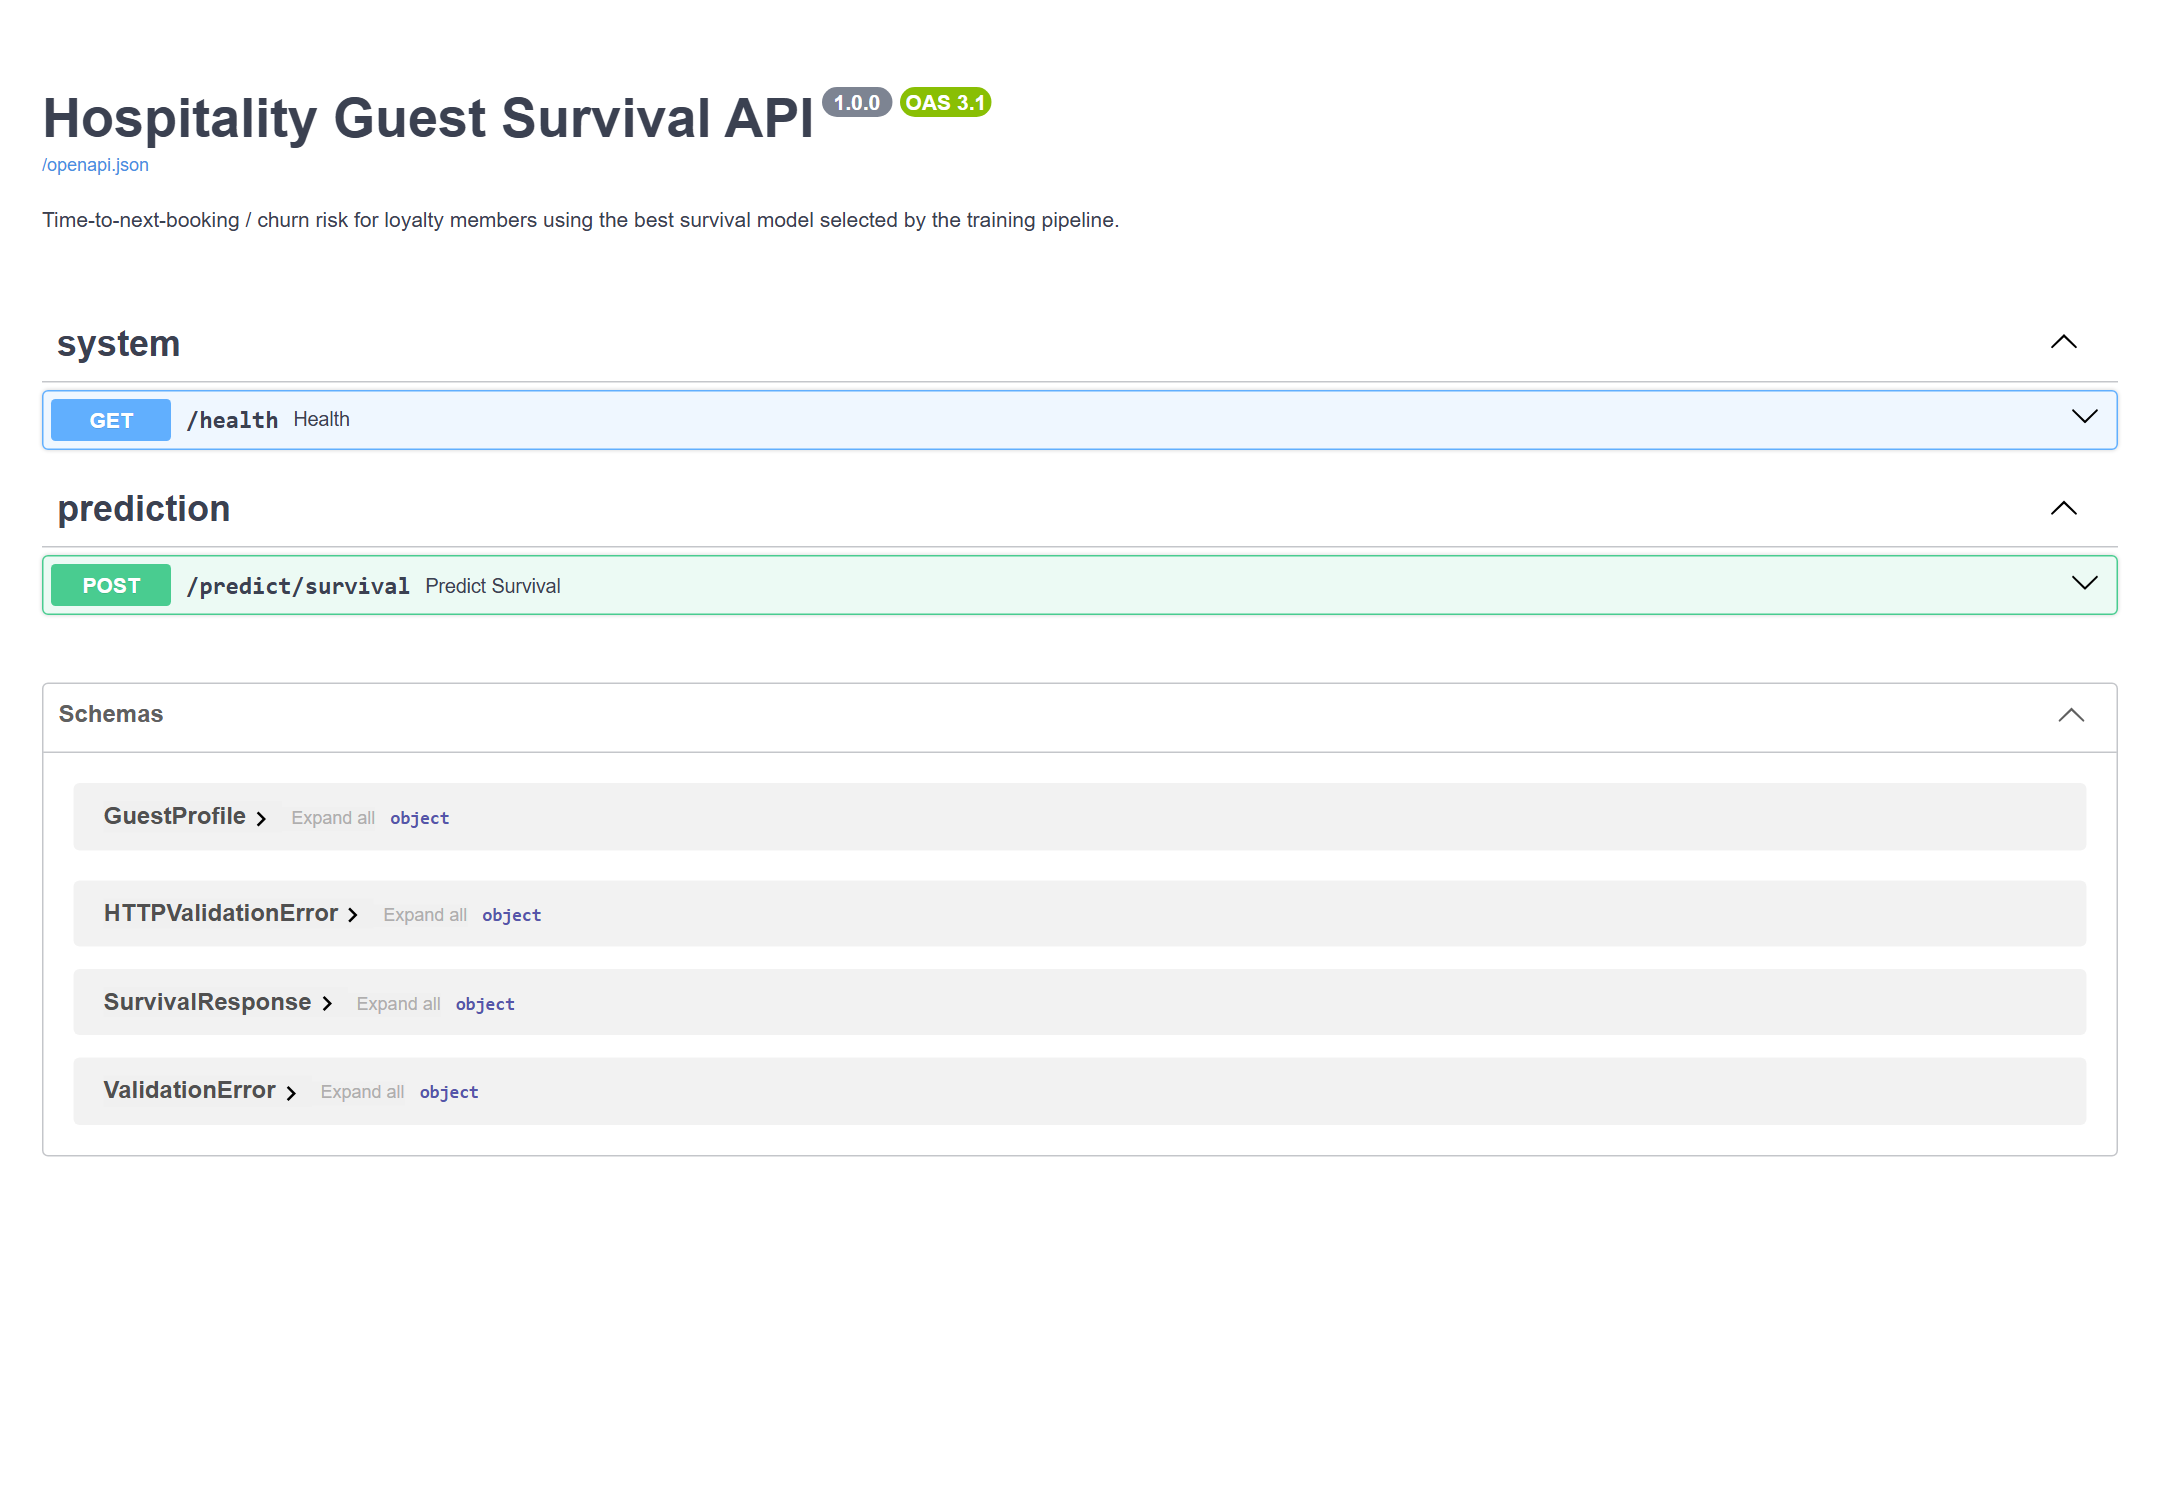 Hospitality Guest Survival API 1.0.0 OAS 3.1
/openapi.json
Time-to-next-booking / churn risk for loyalty members using the best survival model selected by the training pipeline.
system
GET /health Health
prediction
POST /predict/survival Predict Survival
Schemas
GuestProfile Expand all object
HTTPValidationError Expand all object
SurvivalResponse Expand all object
ValidationError Expand all object